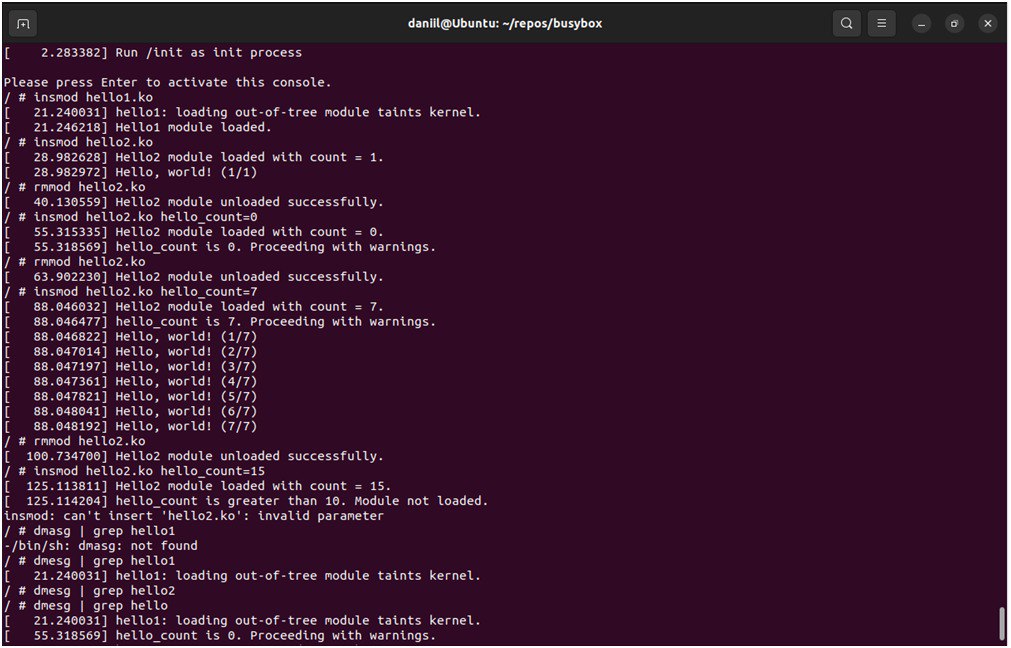 daniil@Ubuntu: ~/repos/busybox
[    2.283382] Run /init as init process
Please press Enter to activate this console.
/ # insmod hello1.ko
[   21.240031] hello1: loading out-of-tree module taints kernel.
[   21.246218] Hello1 module loaded.
/ # insmod hello2.ko
[   28.982628] Hello2 module loaded with count = 1.
[   28.982972] Hello, world! (1/1)
/ # rmmod hello2.ko
[   40.130559] Hello2 module unloaded successfully.
/ # insmod hello2.ko hello_count=0
[   55.315335] Hello2 module loaded with count = 0.
[   55.318569] hello_count is 0. Proceeding with warnings.
/ # rmmod hello2.ko
[   63.902230] Hello2 module unloaded successfully.
/ # insmod hello2.ko hello_count=7
[   88.046032] Hello2 module loaded with count = 7.
[   88.046477] hello_count is 7. Proceeding with warnings.
[   88.046822] Hello, world! (1/7)
[   88.047014] Hello, world! (2/7)
[   88.047197] Hello, world! (3/7)
[   88.047361] Hello, world! (4/7)
[   88.047821] Hello, world! (5/7)
[   88.048041] Hello, world! (6/7)
[   88.048192] Hello, world! (7/7)
/ # rmmod hello2.ko
[  100.734700] Hello2 module unloaded successfully.
/ # insmod hello2.ko hello_count=15
[  125.113811] Hello2 module loaded with count = 15.
[  125.114204] hello_count is greater than 10. Module not loaded.
insmod: can't insert 'hello2.ko': invalid parameter
/ # dmasg | grep hello1
-/bin/sh: dmasg: not found
/ # dmesg | grep hello1
[   21.240031] hello1: loading out-of-tree module taints kernel.
/ # dmesg | grep hello2
/ # dmesg | grep hello
[   21.240031] hello1: loading out-of-tree module taints kernel.
[   55.318569] hello_count is 0. Proceeding with warnings.